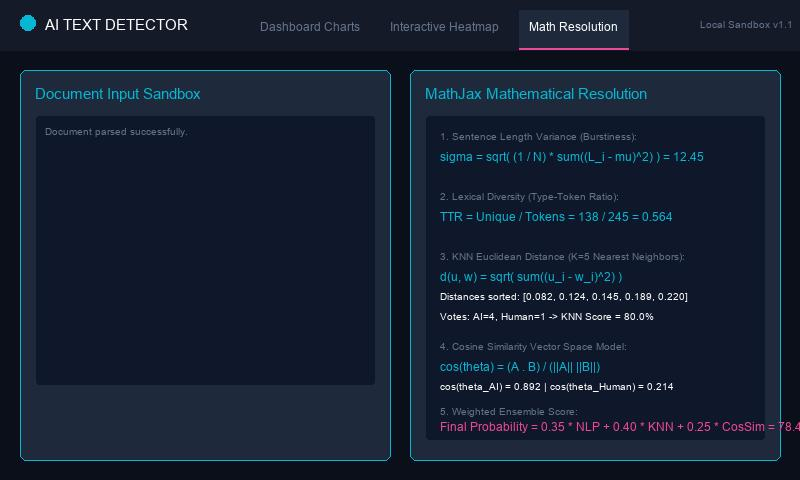 AI TEXT DETECTOR
Dashboard Charts
Interactive Heatmap
Math Resolution
Local Sandbox v1.1
Document Input Sandbox
Document parsed successfully.
MathJax Mathematical Resolution
1. Sentence Length Variance (Burstiness):
sigma = sqrt( (1 / N) * sum((L_i - mu)^2) ) = 12.45
2. Lexical Diversity (Type-Token Ratio):
TTR = Unique / Tokens = 138 / 245 = 0.564
3. KNN Euclidean Distance (K=5 Nearest Neighbors):
d(u, w) = sqrt( sum((u_i - w_i)^2) )
Distances sorted: [0.082, 0.124, 0.145, 0.189, 0.220]
Votes: AI=4, Human=1 -> KNN Score = 80.0%
4. Cosine Similarity Vector Space Model:
cos(theta) = (A . B) / (||A|| ||B||)
cos(theta_AI) = 0.892 | cos(theta_Human) = 0.214
5. Weighted Ensemble Score:
Final Probability = 0.35 * NLP + 0.40 * KNN + 0.25 * CosSim = 78.4